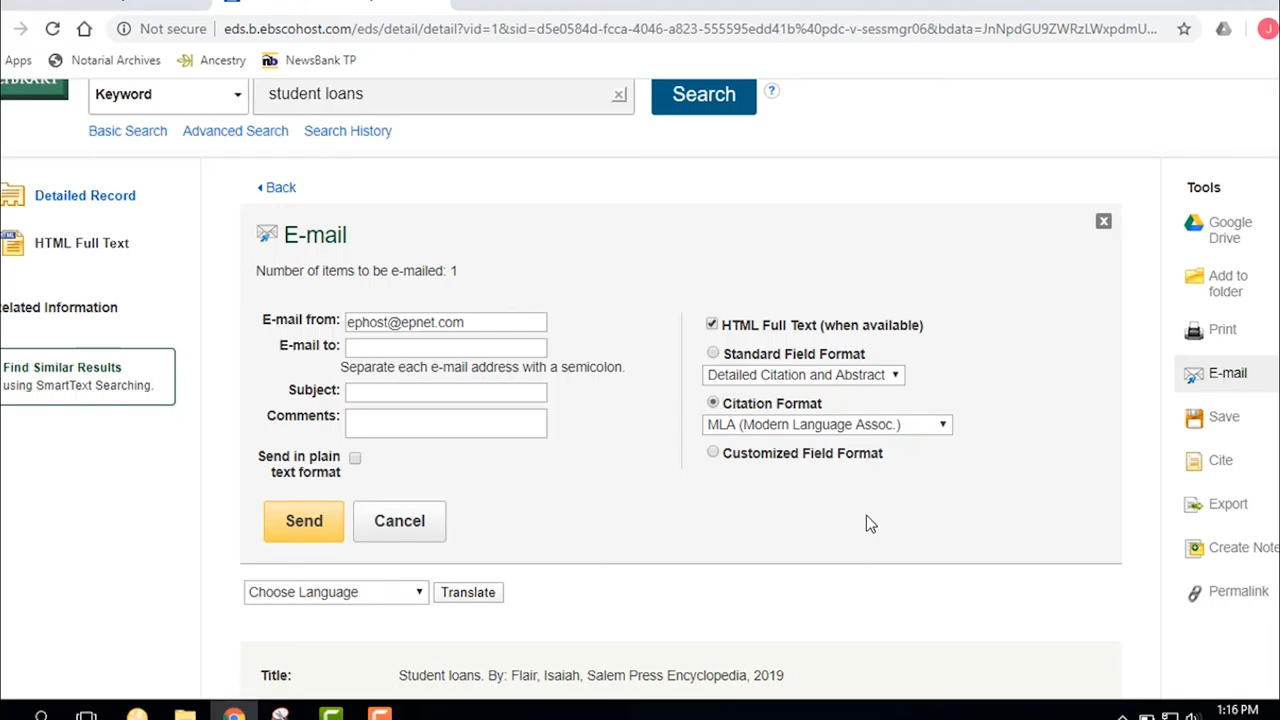 Not secure
eds.b.ebscohost.com/eds/detail/detail?vid=1&sid=d5e0584d-fcca-4046-a823-555595edd41b%40pdc-v-sessmgr06&bdata=JnNpdGU9ZWRzLWxpdmU...
J
Apps
Notarial Archives
Ancestry
nb NewsBank TP
LIBRARY
Keyword
student loans
Search
?
Basic Search
Advanced Search
Search History
Detailed Record
HTML Full Text
elated Information
Find Similar Results
using SmartText Searching.
Back
E-mail
Number of items to be e-mailed: 1
E-mail from: ephost@epnet.com
E-mail to:
Separate each e-mail address with a semicolon.
Subject:
Comments:
Send in plain
text format
Send
Cancel
HTML Full Text (when available)
Standard Field Format
Detailed Citation and Abstract
Citation Format
MLA (Modern Language Assoc.)
Customized Field Format
Choose Language
Translate
Title: Student loans. By: Flair, Isaiah, Salem Press Encyclopedia, 2019
Tools
Google
Drive
Add to
folder
Print
E-mail
Save
Cite
Export
Create Note
Permalink
1:16 PM